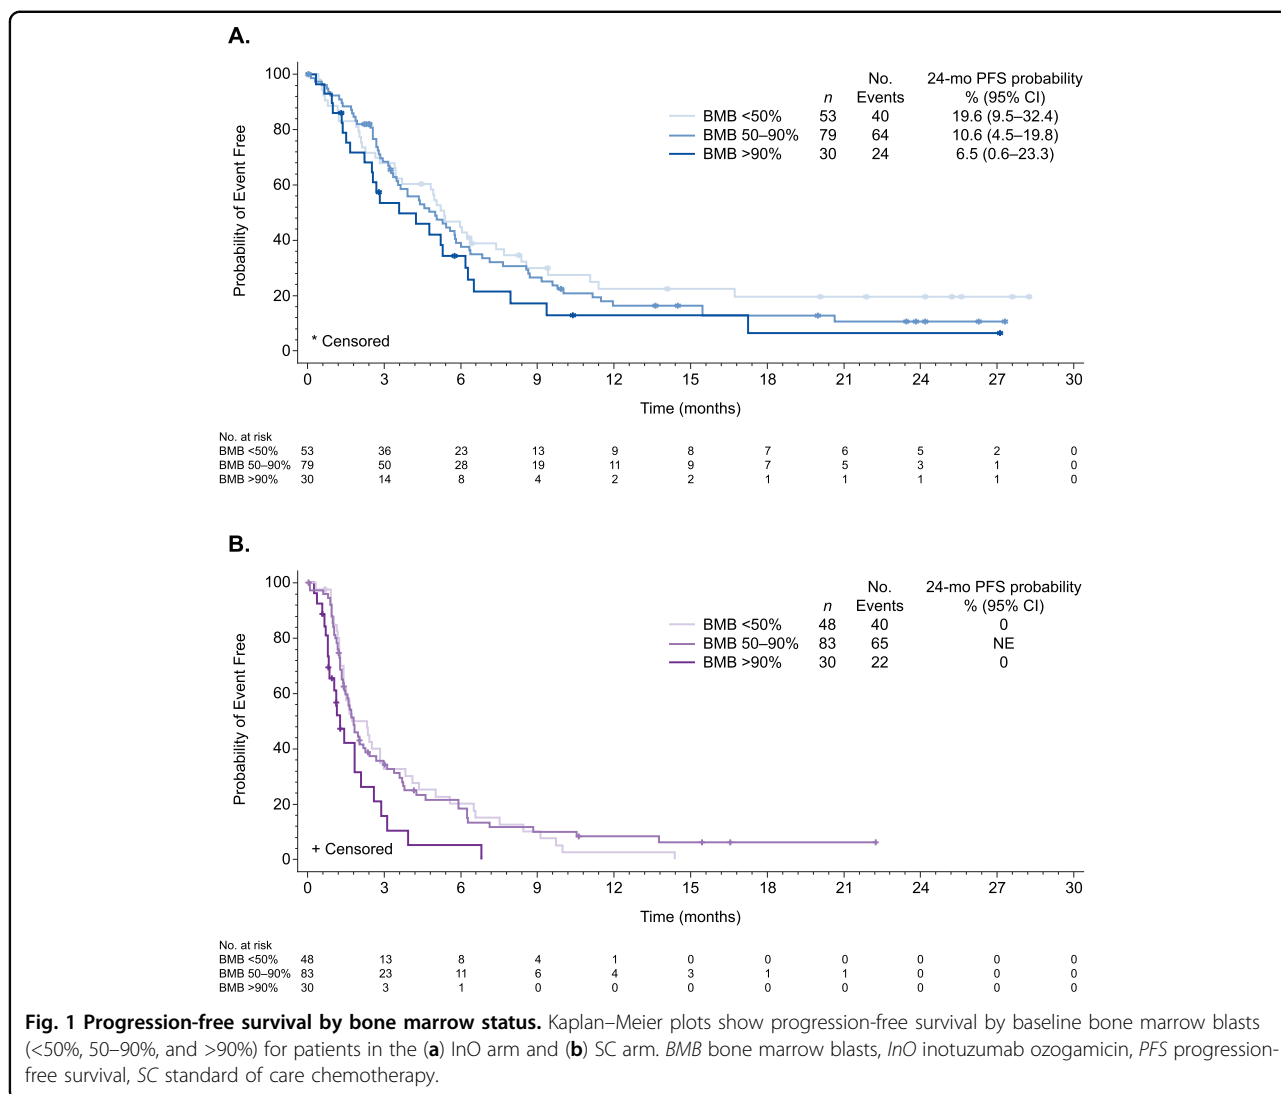 A.
No. 24-mo PFS probability
n Events % (95% CI)
BMB <50% 53 40 19.6 (9.5–32.4)
BMB 50–90% 79 64 10.6 (4.5–19.8)
BMB >90% 30 24 6.5 (0.6–23.3)
Probability of Event Free
100
80
60
40
20
0
* Censored
0 3 6 9 12 15 18 21 24 27 30
Time (months)
No. at risk
BMB <50% 53 36 23 13 9 8 7 6 5 2 0
BMB 50–90% 79 50 28 19 11 9 7 5 3 1 0
BMB >90% 30 14 8 4 2 2 1 1 1 1 0
B.
No. 24-mo PFS probability
n Events % (95% CI)
BMB <50% 48 40 0
BMB 50–90% 83 65 NE
BMB >90% 30 22 0
Probability of Event Free
100
80
60
40
20
0
+ Censored
0 3 6 9 12 15 18 21 24 27 30
Time (months)
No. at risk
BMB <50% 48 13 8 4 1 0 0 0 0 0 0
BMB 50–90% 83 23 11 6 4 3 1 1 0 0 0
BMB >90% 30 3 1 0 0 0 0 0 0 0 0
Fig. 1 Progression-free survival by bone marrow status. Kaplan–Meier plots show progression-free survival by baseline bone marrow blasts
(<50%, 50–90%, and >90%) for patients in the (a) InO arm and (b) SC arm. BMB bone marrow blasts, InO inotuzumab ozogamicin, PFS progression-
free survival, SC standard of care chemotherapy.